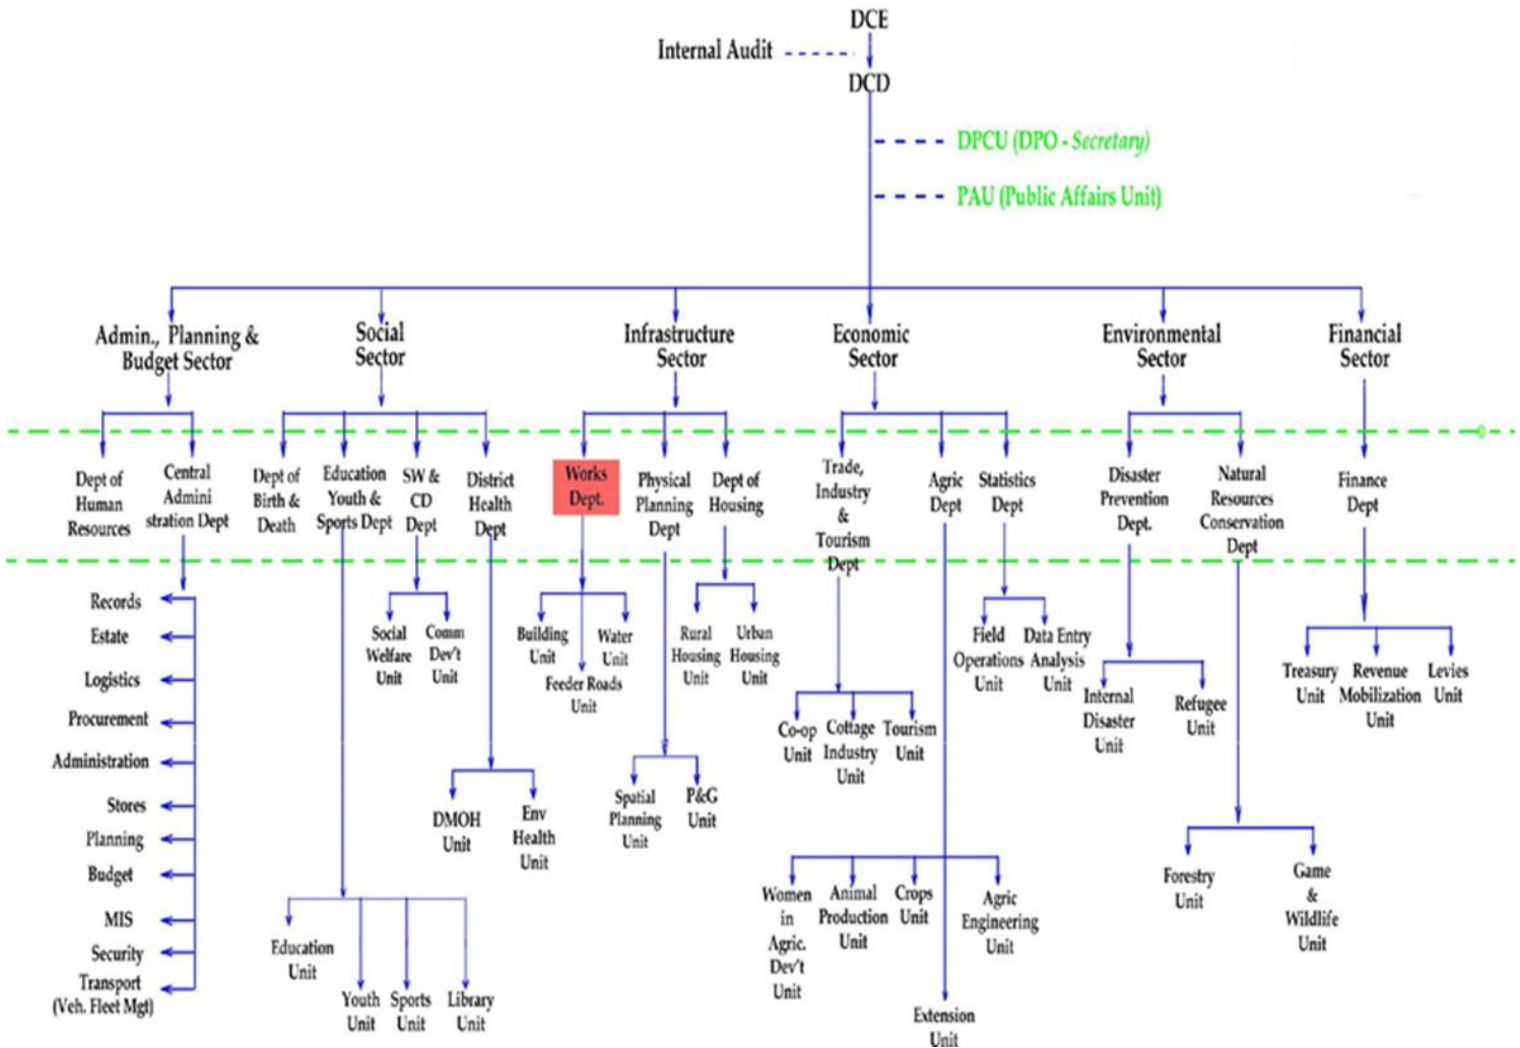 DCE
Internal Audit
DCD
DPCU (DPO - Secretary)
PAU (Public Affairs Unit)
Admin., Planning &
Budget Sector
Social
Sector
Infrastructure
Sector
Economic
Sector
Environmental
Sector
Financial
Sector
Dept of
Human
Resources
Central
Admini
stration Dept
Dept of
Birth &
Death
Education
Youth &
Sports Dept
SW &
CD
Dept
District
Health
Dept
Works
Dept.
Physical
Planning
Dept
Dept of
Housing
Trade,
Industry
&
Tourism
Dept
Agric
Dept
Statistics
Dept
Disaster
Prevention
Dept.
Natural
Resources
Conservation
Dept
Finance
Dept
Records
Estate
Logistics
Procurement
Administration
Stores
Planning
Budget
MIS
Security
Transport
(Veh. Fleet Mgt)
Social
Welfare
Unit
Comm
Dev't
Unit
Building
Unit
Water
Unit
Feeder Roads
Unit
Rural
Housing
Unit
Urban
Housing
Unit
Field
Operations
Unit
Data Entry
Analysis
Unit
Internal
Disaster
Unit
Refugee
Unit
Treasury
Unit
Revenue
Mobilization
Unit
Levies
Unit
Co-op
Unit
Cottage
Industry
Unit
Tourism
Unit
DMOH
Unit
Env
Health
Unit
Spatial
Planning
Unit
P&G
Unit
Women
in
Agric.
Dev't
Unit
Animal
Production
Unit
Crops
Unit
Agric
Engineering
Unit
Forestry
Unit
Game
&
Wildlife
Unit
Education
Unit
Youth
Unit
Sports
Unit
Library
Unit
Extension
Unit